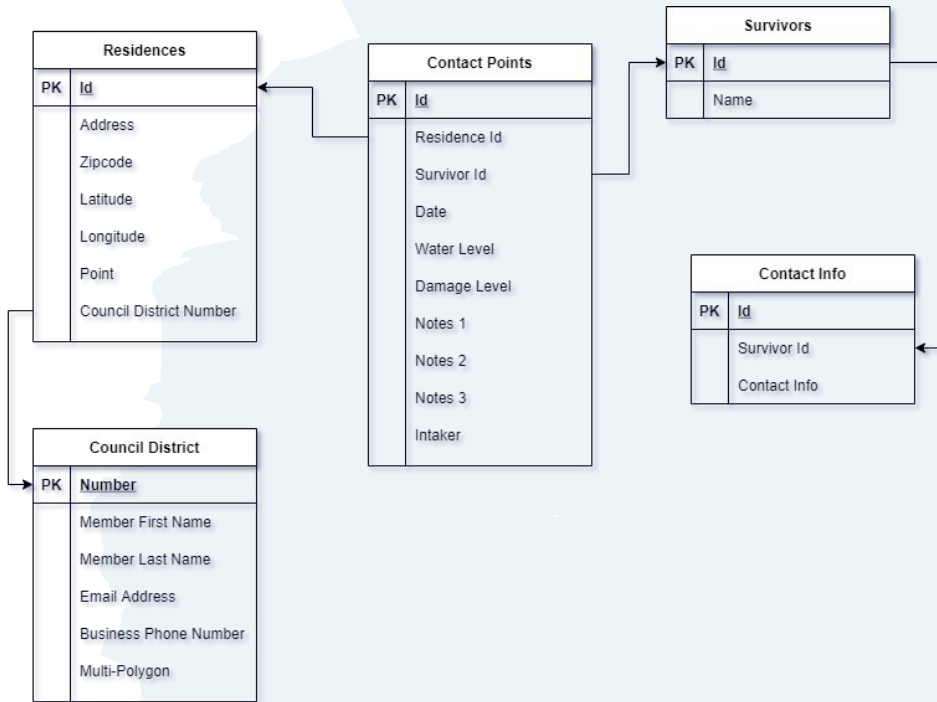 Residences
PK Id
Address
Zipcode
Latitude
Longitude
Point
Council District Number
Contact Points
PK Id
Residence Id
Survivor Id
Date
Water Level
Damage Level
Notes 1
Notes 2
Notes 3
Intaker
Survivors
PK Id
Name
Contact Info
PK Id
Survivor Id
Contact Info
Council District
PK Number
Member First Name
Member Last Name
Email Address
Business Phone Number
Multi-Polygon